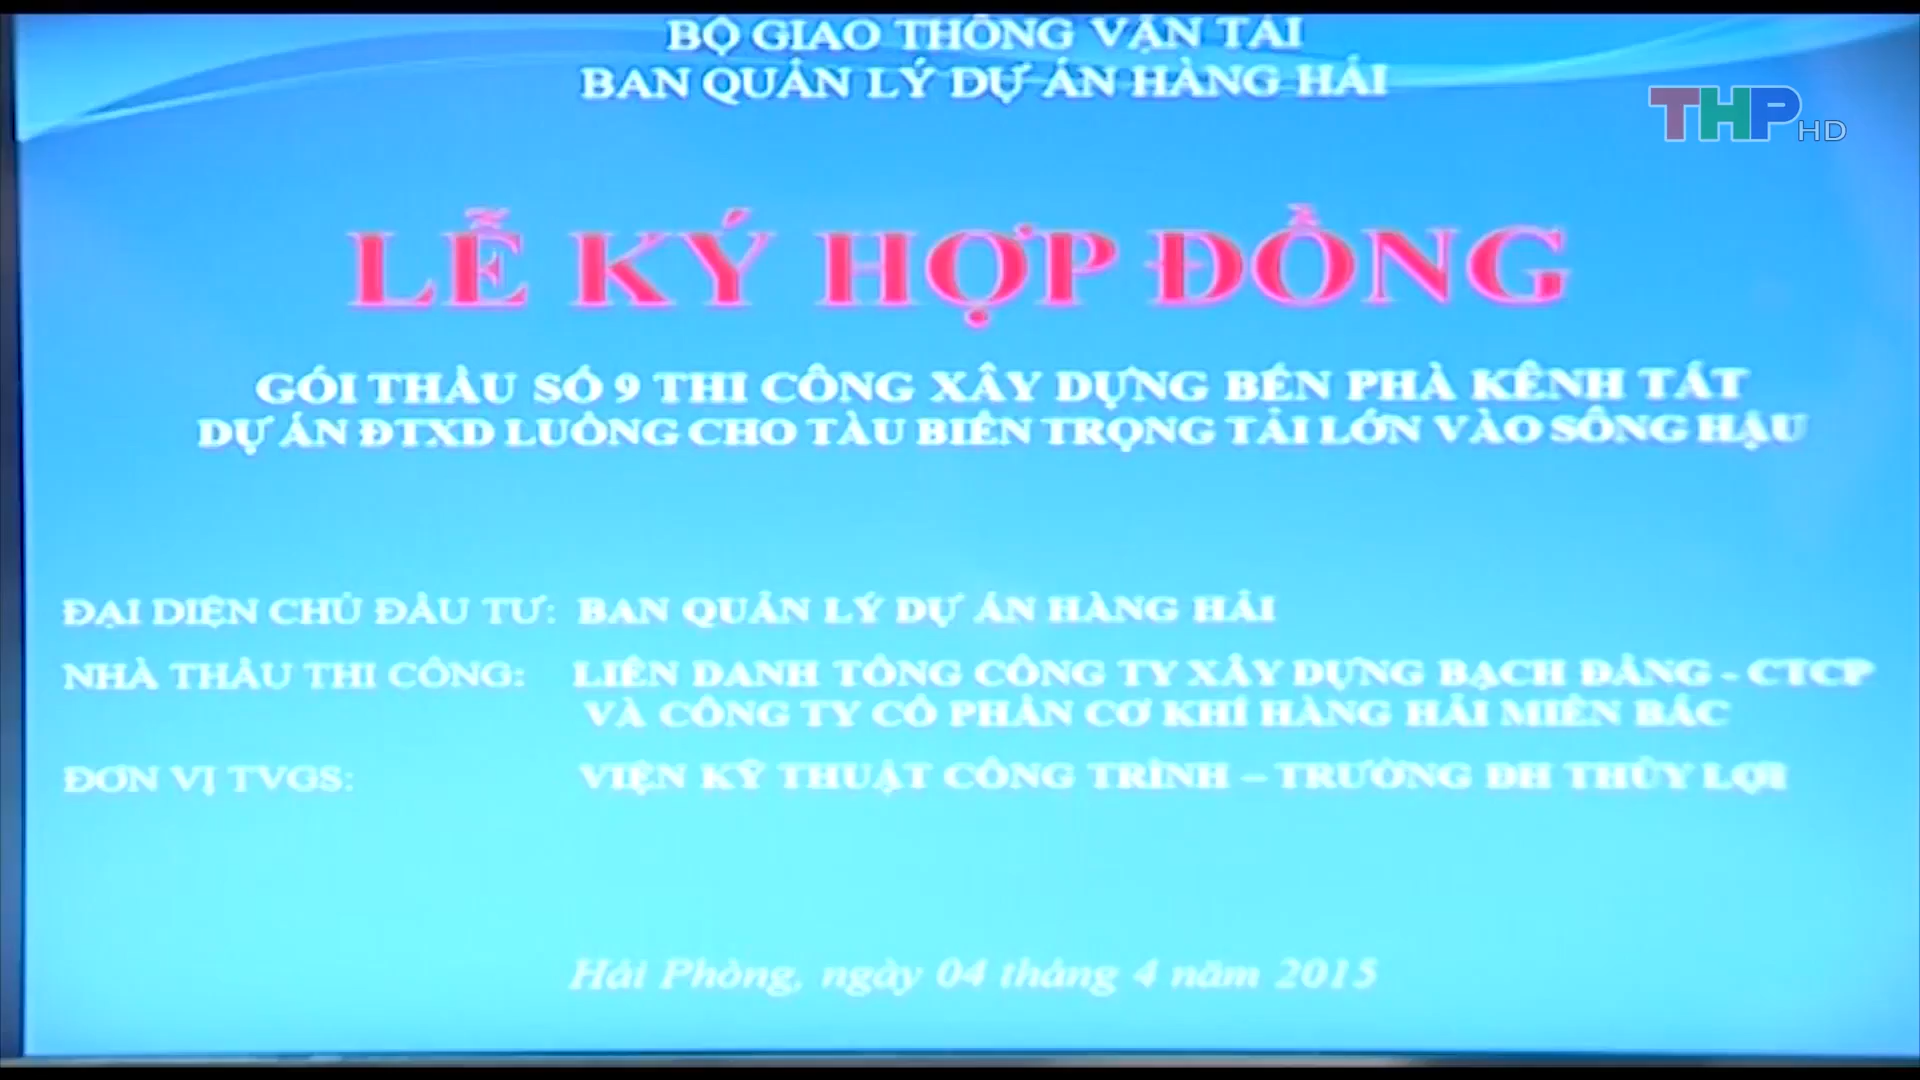 BỘ GIAO THÔNG VẬN TẢI
BAN QUẢN LÝ DỰ ÁN HÀNG HẢI
THP HD
LỄ KÝ HỢP ĐỒNG
GÓI THẦU SỐ 9 THI CÔNG XÂY DỰNG BẾN PHÀ KÊNH TẮT
DỰ ÁN ĐTXD LUỒNG CHO TÀU BIỂN TRỌNG TẢI LỚN VÀO SÔNG HẬU
ĐẠI DIỆN CHỦ ĐẦU TƯ: BAN QUẢN LÝ DỰ ÁN HÀNG HẢI
NHÀ THẦU THI CÔNG: LIÊN DANH TỔNG CÔNG TY XÂY DỰNG BẠCH ĐẰNG - CTCP
VÀ CÔNG TY CỔ PHẦN CƠ KHÍ HÀNG HẢI MIỀN BẮC
ĐƠN VỊ TVGS: VIỆN KỸ THUẬT CÔNG TRÌNH – TRƯỜNG ĐH THỦY LỢI
Hải Phòng, ngày 04 tháng 4 năm 2015